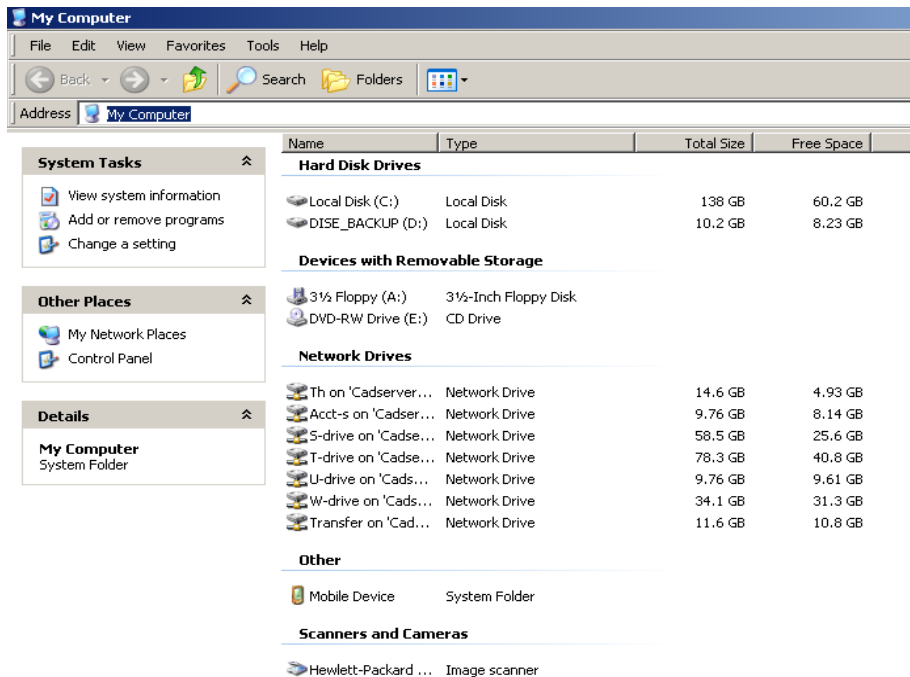 My Computer
File Edit View Favorites Tools Help
Back Search Folders
Address My Computer
System Tasks
View system information
Add or remove programs
Change a setting
Other Places
My Network Places
Control Panel
Details
My Computer
System Folder
Name Type Total Size Free Space
Hard Disk Drives
Local Disk (C:) Local Disk 138 GB 60.2 GB
DISE_BACKUP (D:) Local Disk 10.2 GB 8.23 GB
Devices with Removable Storage
3½ Floppy (A:) 3½-Inch Floppy Disk
DVD-RW Drive (E:) CD Drive
Network Drives
Th on 'Cadserver... Network Drive 14.6 GB 4.93 GB
Acct-s on 'Cadser... Network Drive 9.76 GB 8.14 GB
S-drive on 'Cadse... Network Drive 58.5 GB 25.6 GB
T-drive on 'Cadse... Network Drive 78.3 GB 40.8 GB
U-drive on 'Cads... Network Drive 9.76 GB 9.61 GB
W-drive on 'Cads... Network Drive 34.1 GB 31.3 GB
Transfer on 'Cad... Network Drive 11.6 GB 10.8 GB
Other
Mobile Device System Folder
Scanners and Cameras
Hewlett-Packard ... Image scanner